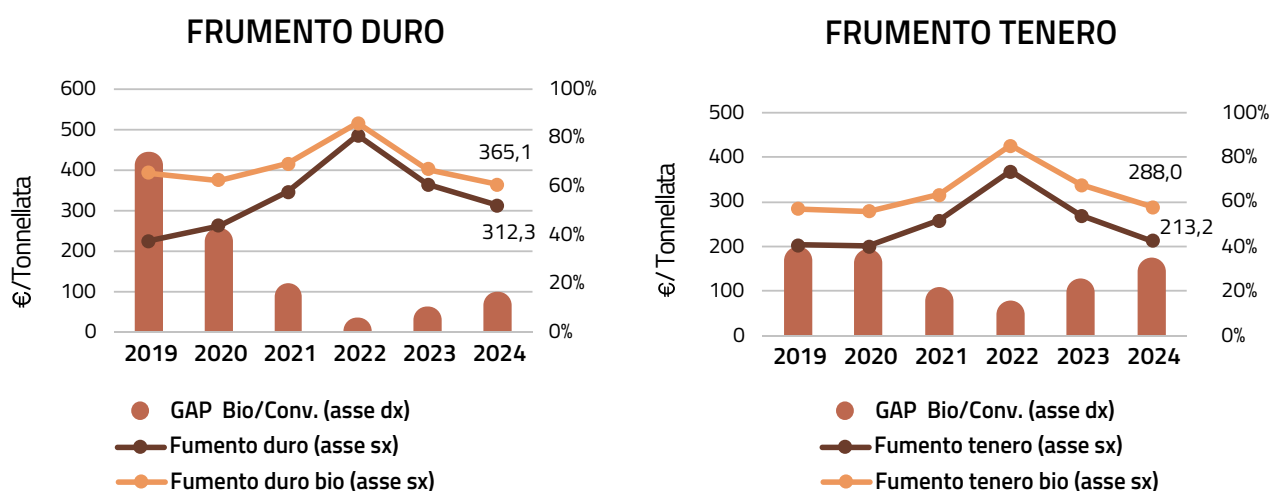 FRUMENTO DURO
€/Tonnellata
600
500
400
300
200
100
0
100%
80%
60%
40%
20%
0%
365,1
312,3
2019 2020 2021 2022 2023 2024
GAP Bio/Conv. (asse dx)
Fumento duro (asse sx)
Fumento duro bio (asse sx)
FRUMENTO TENERO
€/Tonnellata
500
400
300
200
100
0
100%
80%
60%
40%
20%
0%
288,0
213,2
2019 2020 2021 2022 2023 2024
GAP Bio/Conv. (asse dx)
Fumento tenero (asse sx)
Fumento tenero bio (asse sx)